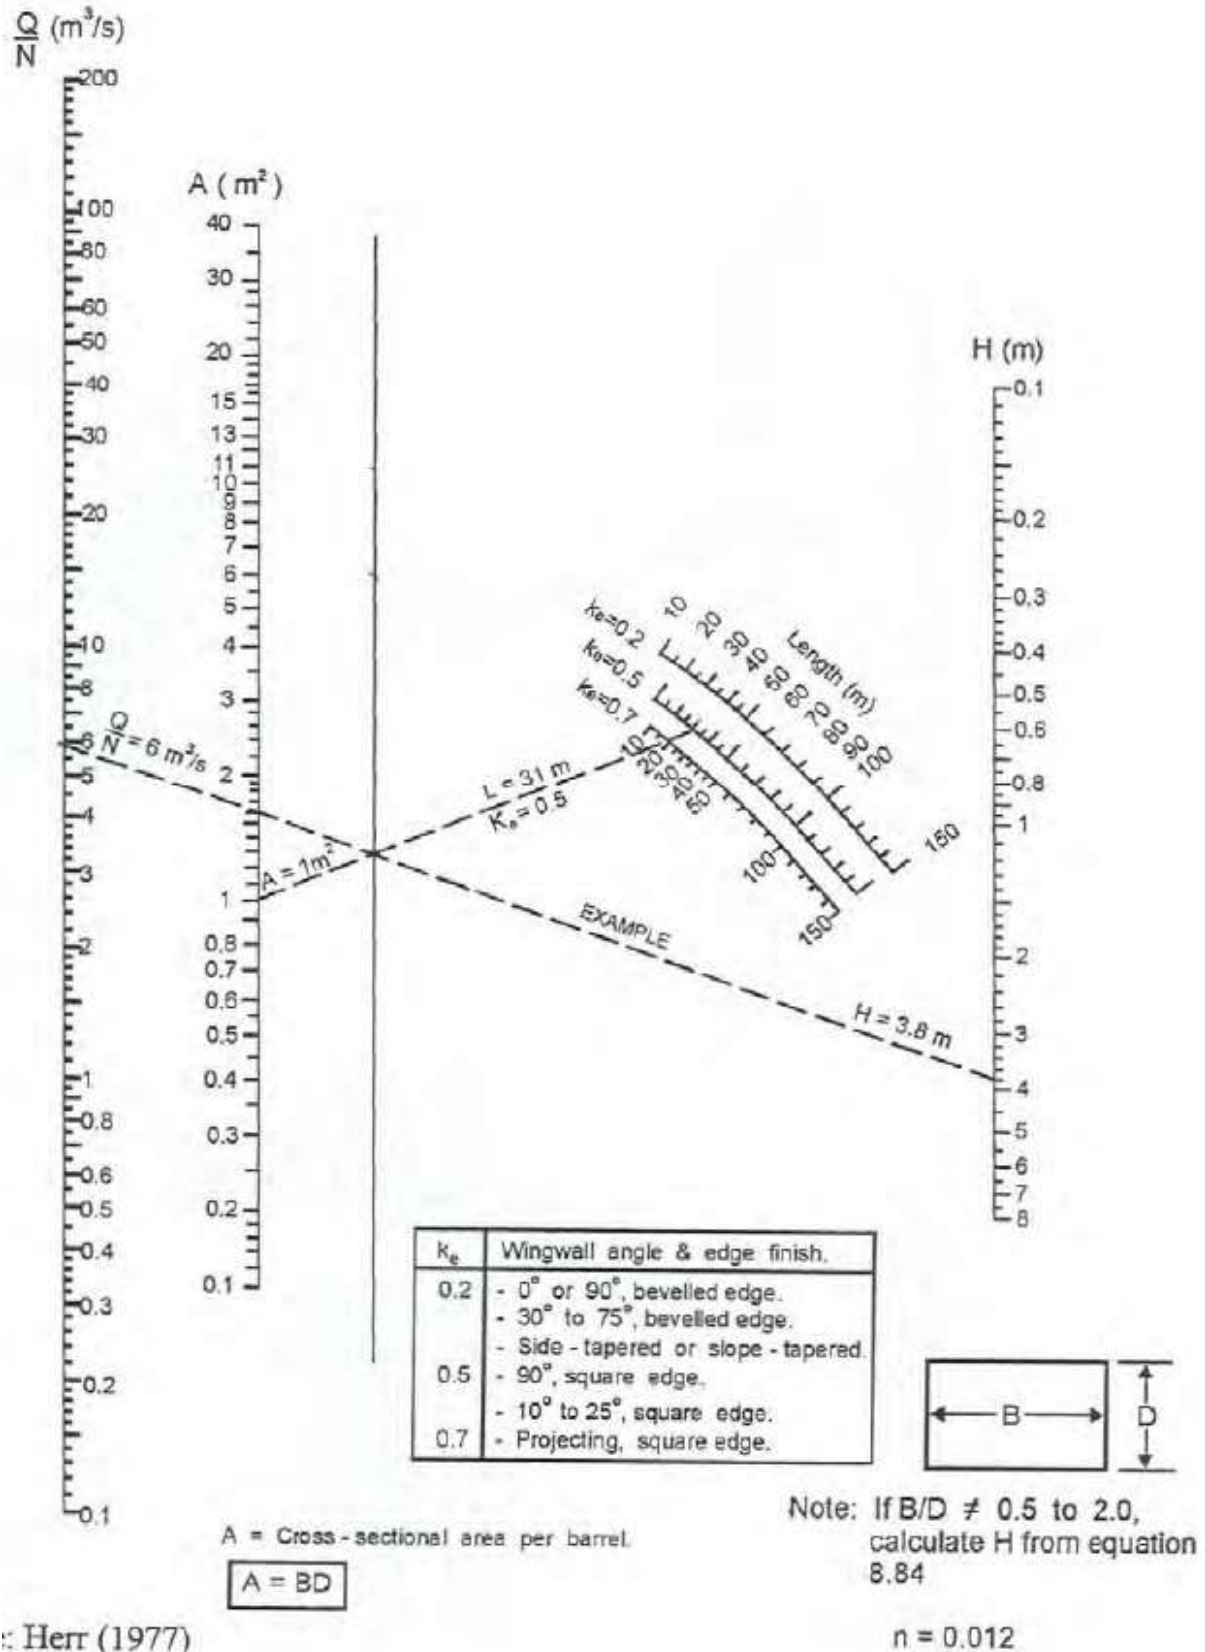 Q/N (m³/s)
200
100
80
60
50
40
30
20
10
8
6
5
4
3
2
1
0.8
0.6
0.5
0.4
0.3
0.2
0.1
A ( m² )
40
30
20
15
13
11
10
9
8
7
6
5
4
3
2
1
0.8
0.7
0.6
0.5
0.4
0.3
0.2
0.1
Q/N = 6 m³/s
A = 1m²
L = 31 m
Kₑ = 0.5
EXAMPLE
H = 3.8 m
kₑ=0.2
kₑ=0.5
kₑ=0.7
Length (m)
10
20
30
40
50
60
70
80
90
100
150
10
20
30
40
50
100
150
H (m)
0.1
0.2
0.3
0.4
0.5
0.6
0.8
1
2
3
4
5
6
7
8
kₑ Wingwall angle & edge finish.
0.2 - 0° or 90°, bevelled edge.
- 30° to 75°, bevelled edge.
- Side - tapered or slope - tapered.
0.5 - 90°, square edge.
- 10° to 25°, square edge.
0.7 - Projecting, square edge.
B
D
Note: If B/D ≠ 0.5 to 2.0,
calculate H from equation
8.84
A = Cross - sectional area per barrel.
A = BD
: Herr (1977)
n = 0.012